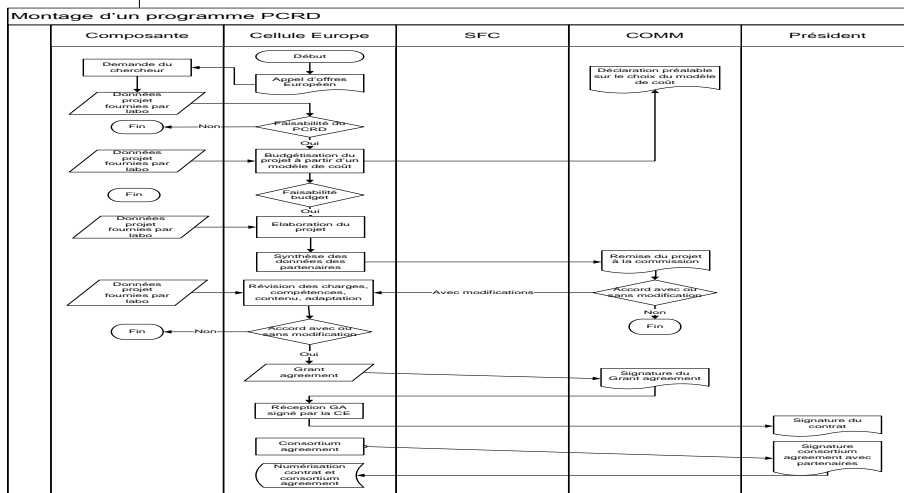 Montage d'un programme PCRD
Composante
Cellule Europe
SFC
COMM
Président
Début
Demande du
chercheur
Appel d'offres
Européen
Déclaration préalable
sur le choix du modèle
de coût
Données
projet
fournies par
labo
Fin
Non
Faisabilité du
PCRD
Oui
Données
projet
fournies par
labo
Budgétisation du
projet à partir d'un
modèle de coût
Fin
Faisabilité
budget
Oui
Données
projet
fournies par
labo
Elaboration du
projet
Synthèse des
données des
partenaires
Remise du projet
à la commission
Données
projet
fournies par
labo
Révision des charges,
compétences,
contenu, adaptation
Avec modifications
Accord avec ou
sans modification
Non
Fin
Fin
Non
Accord avec ou
sans modification
Oui
Grant
agreement
Signature du
Grant agreement
Réception GA
signé par la CE
Signature du
contrat
Consortium
agreement
Signature
consortium
agreement avec
partenaires
Numérisation
contrat et
consortium
agreement